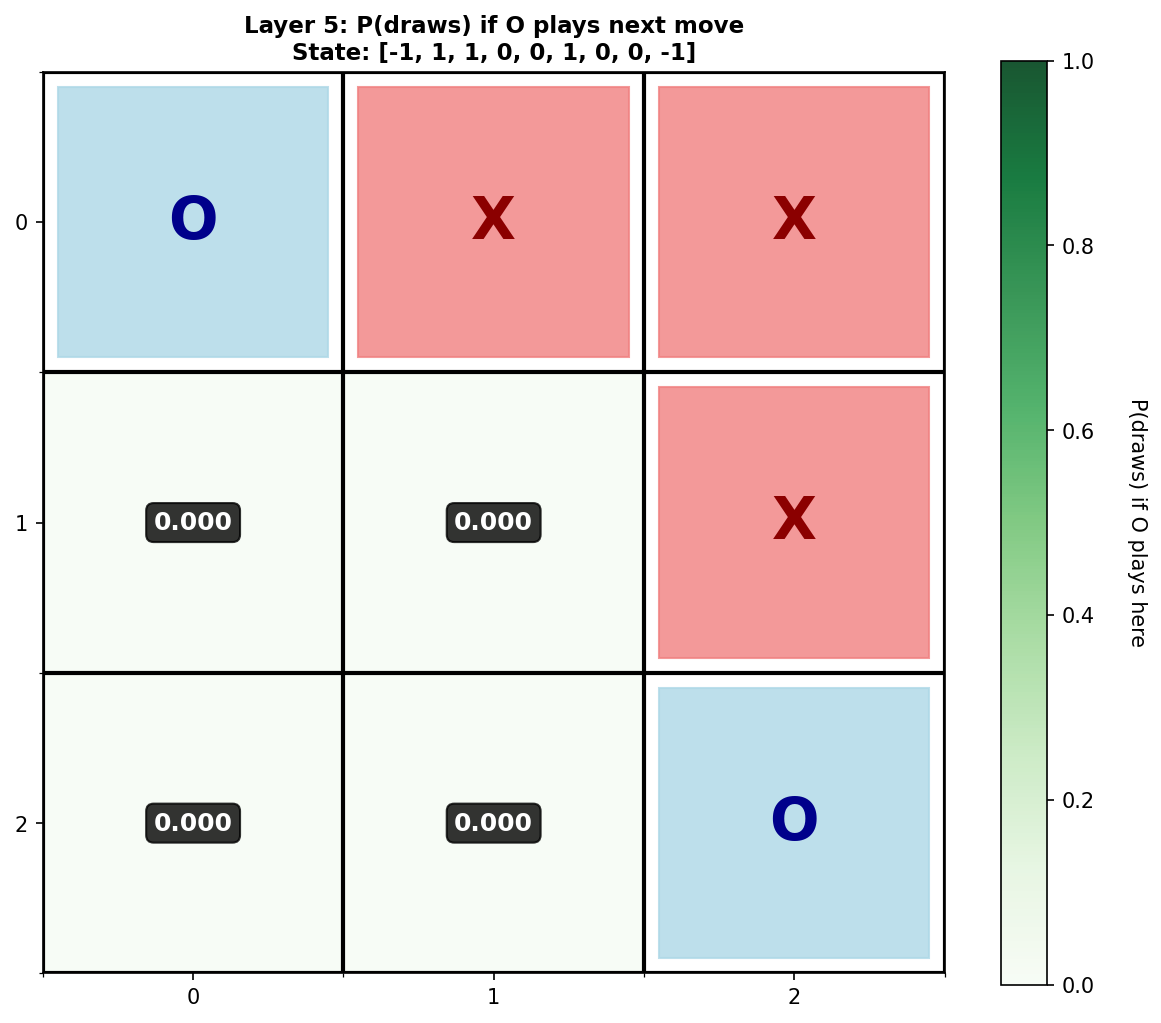 Layer 5: P(draws) if O plays next move
State: [-1, 1, 1, 0, 0, 1, 0, 0, -1]
O
X
X
0
0.000
0.000
X
1
0.000
0.000
O
2
0
1
2
1.0
0.8
0.6
0.4
0.2
0.0
P(draws) if O plays here